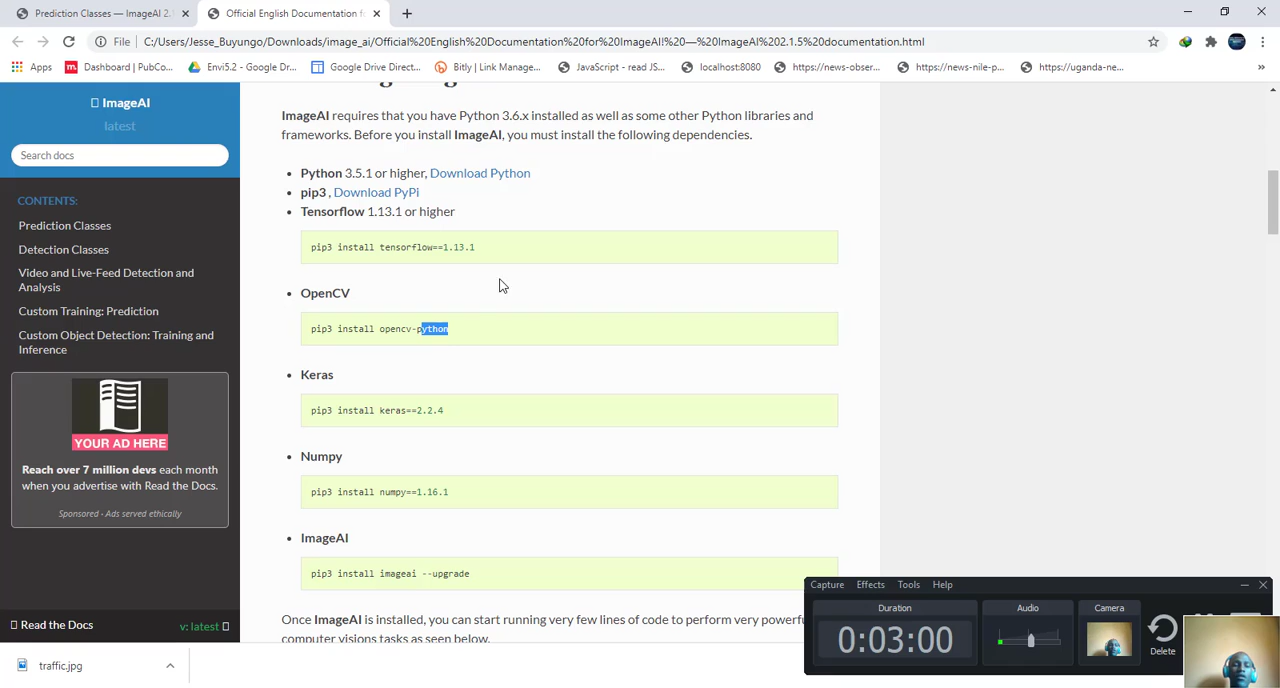 Prediction Classes — ImageAI 2.1
Official English Documentation fo
File
C:/Users/Jesse_Buyungo/Downloads/image_ai/Official%20English%20Documentation%20for%20ImageAI!%20—%20ImageAI%202.1.5%20documentation.html
Apps
Dashboard | PubCo...
Envi5.2 - Google Dr...
Google Drive Direct...
Bitly | Link Manage...
JavaScript - read JS...
localhost:8080
https://news-obser...
https://news-nile-p...
https://uganda-ne...
ImageAI
latest
Search docs
CONTENTS:
Prediction Classes
Detection Classes
Video and Live-Feed Detection and
Analysis
Custom Training: Prediction
Custom Object Detection: Training and
Inference
YOUR AD HERE
Reach over 7 million devs each month
when you advertise with Read the Docs.
Sponsored · Ads served ethically
Read the Docs
v: latest
ImageAI requires that you have Python 3.6.x installed as well as some other Python libraries and
frameworks. Before you install ImageAI, you must install the following dependencies.
Python 3.5.1 or higher, Download Python
pip3 , Download PyPi
Tensorflow 1.13.1 or higher
pip3 install tensorflow==1.13.1
OpenCV
pip3 install opencv-python
Keras
pip3 install keras==2.2.4
Numpy
pip3 install numpy==1.16.1
ImageAI
pip3 install imageai --upgrade
Once ImageAI is installed, you can start running very few lines of code to perform very powerfu
computer visions tasks as seen below.
Capture
Effects
Tools
Help
Duration
Audio
Camera
0:03:00
Delete
traffic.jpg